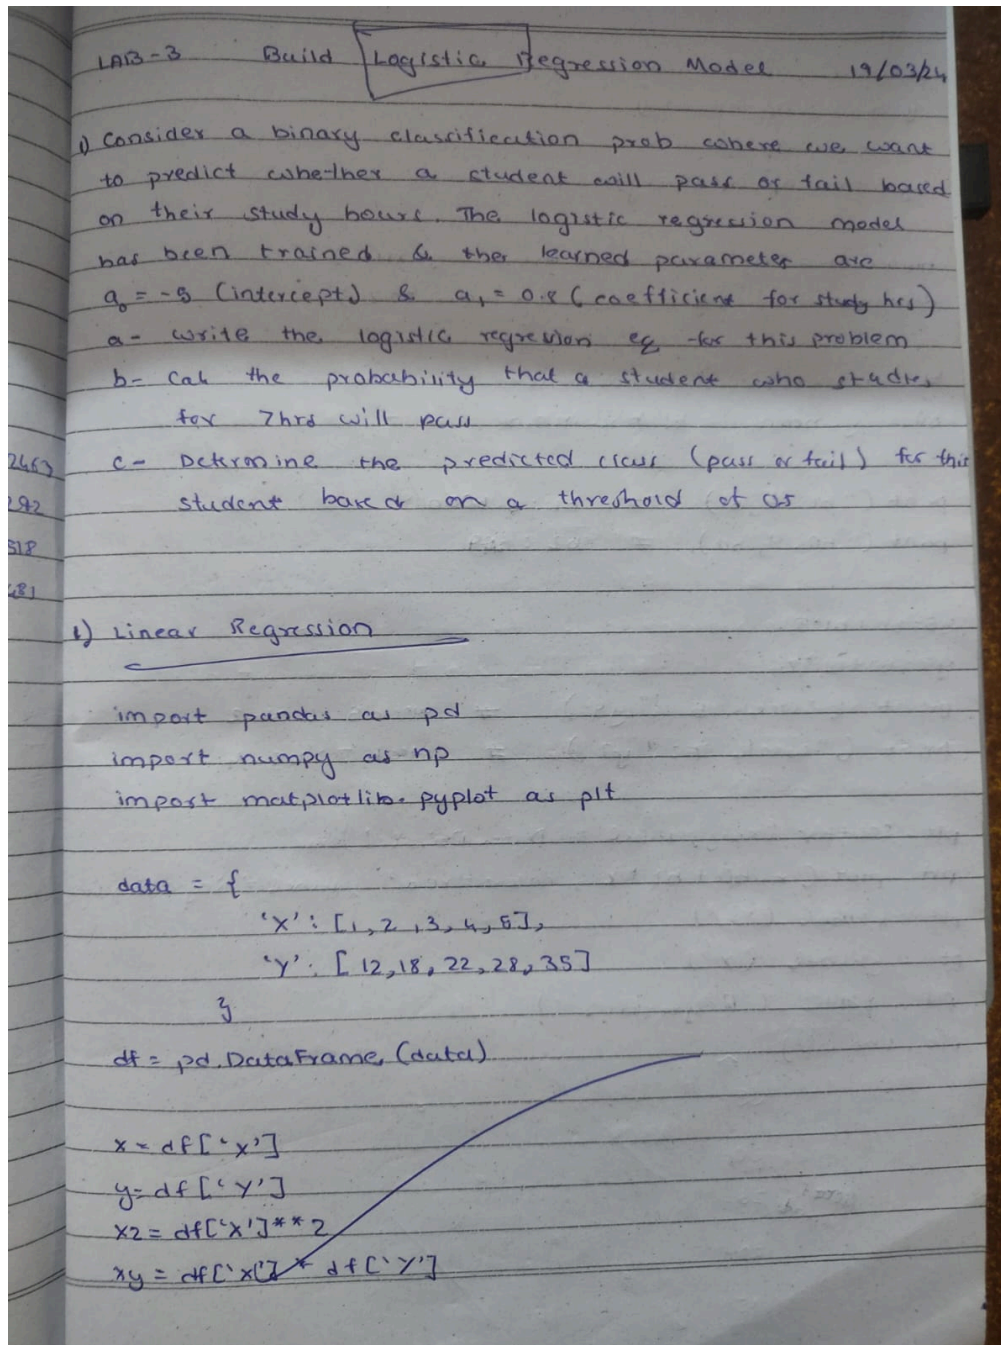 LAB-3 Build Logistic Regression Model 19/03/24
1) Consider a binary classification prob where we want
to predict whether a student will pass or fail based
on their study hours. The logistic regression model
has been trained & the learned parameter are
a0 = -5 (intercept) & a1 = 0.8 (coefficient for study hrs)
a- write the logistic regression eq for this problem
b- Cal the probability that a student who studies
for 7hrs will pass
c- Determine the predicted class (pass or fail) for this
student based on a threshold of 0.5
292
318
1) Linear Regression
import pandas as pd
import numpy as np
import matplotlib.pyplot as plt
data = {
'X': [1, 2, 3, 4, 5],
'Y': [12, 18, 22, 28, 35]
}
df = pd.DataFrame (data)
x = df['X']
y = df['Y']
x2 = df['X']**2
xy = df['X'] * df['Y']